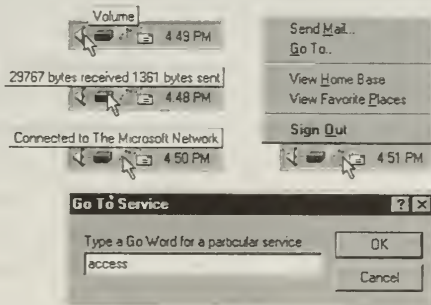 Volume
4:49 PM
29767 bytes received 1361 bytes sent
4:48 PM
Connected to The Microsoft Network
4:50 PM
Send Mail...
Go To...
View Home Base
View Favorite Places
Sign Out
4:51 PM
Go To Service
Type a Go Word for a particular service
access
OK
Cancel